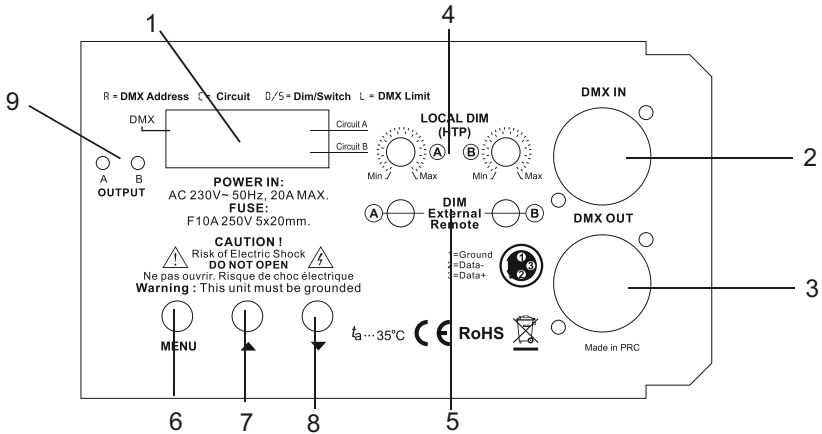 1
4
9
A = DMX Address C = Circuit D/S = Dim/Switch L = DMX Limit
DMX
Circuit A
Circuit B
A B
OUTPUT
LOCAL DIM
(HTP)
A B
Min Max Min Max
DMX IN
2
POWER IN:
AC 230V~ 50Hz, 20A MAX.
FUSE:
F10A 250V 5x20mm.
DIM
A External B
Remote
DMX OUT
CAUTION !
Risk of Electric Shock
DO NOT OPEN
Ne pas ouvrir. Risque de choc électrique
Warning : This unit must be grounded
1=Ground
2=Data-
3=Data+
1
3
2
3
MENU
ta...35°C CE RoHS
Made in PRC
6 7 8 5